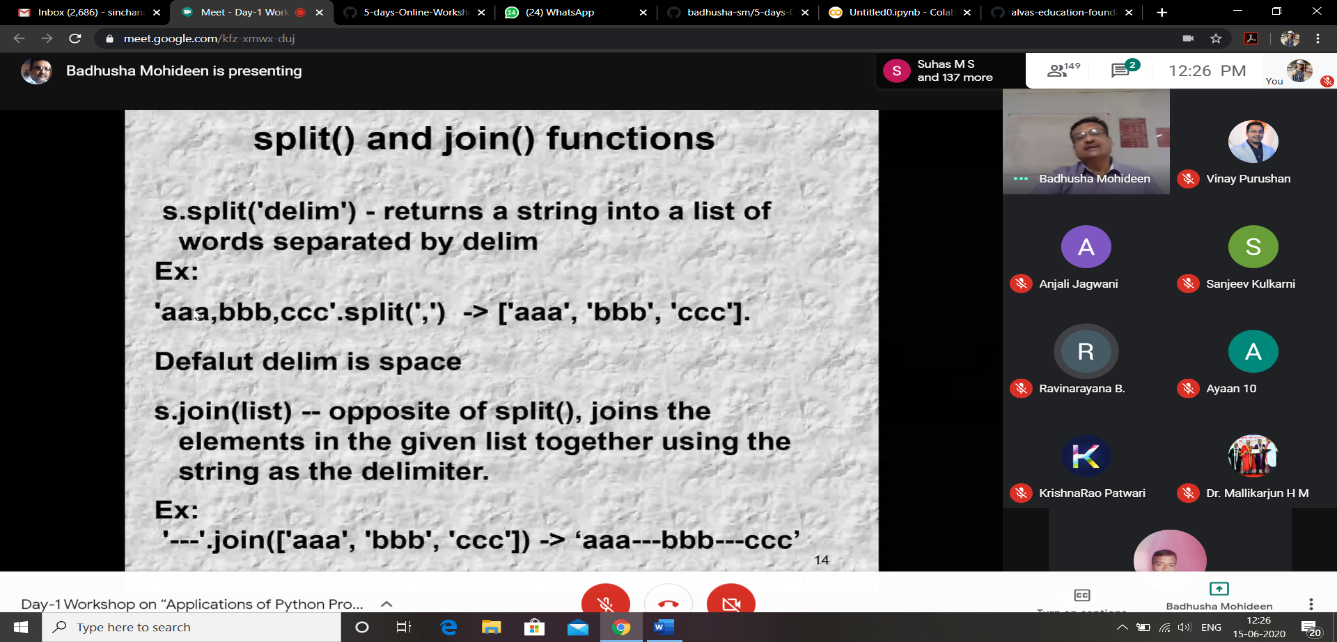 Inbox (2,686) - sinchan
Meet - Day-1 Work
5-days-Online-Worksh
(24) WhatsApp
badhusha-sm/5-days-
Untitled0.ipynb - Colab
alvas-education-found
meet.google.com/kfz-xmwx-duj
Badhusha Mohideen is presenting
S
Suhas M S
and 137 more
149
2
12:26 PM
You
split() and join() functions
s.split('delim') - returns a string into a list of
words separated by delim
Ex:
'aaa,bbb,ccc'.split(',') -> ['aaa', 'bbb', 'ccc'].
Defalut delim is space
s.join(list) -- opposite of split(), joins the
elements in the given list together using the
string as the delimiter.
Ex:
'---'.join(['aaa', 'bbb', 'ccc']) -> ‘aaa---bbb---ccc’
14
Badhusha Mohideen
Vinay Purushan
A
Anjali Jagwani
S
Sanjeev Kulkarni
R
Ravinarayana B.
A
Ayaan 10
K
KrishnaRao Patwari
Dr. Mallikarjun H M
Day-1 Workshop on “Applications of Python Pro...
CC
Turn on captions
Badhusha Mohideen
Type here to search
ENG
12:26
15-06-2020
20